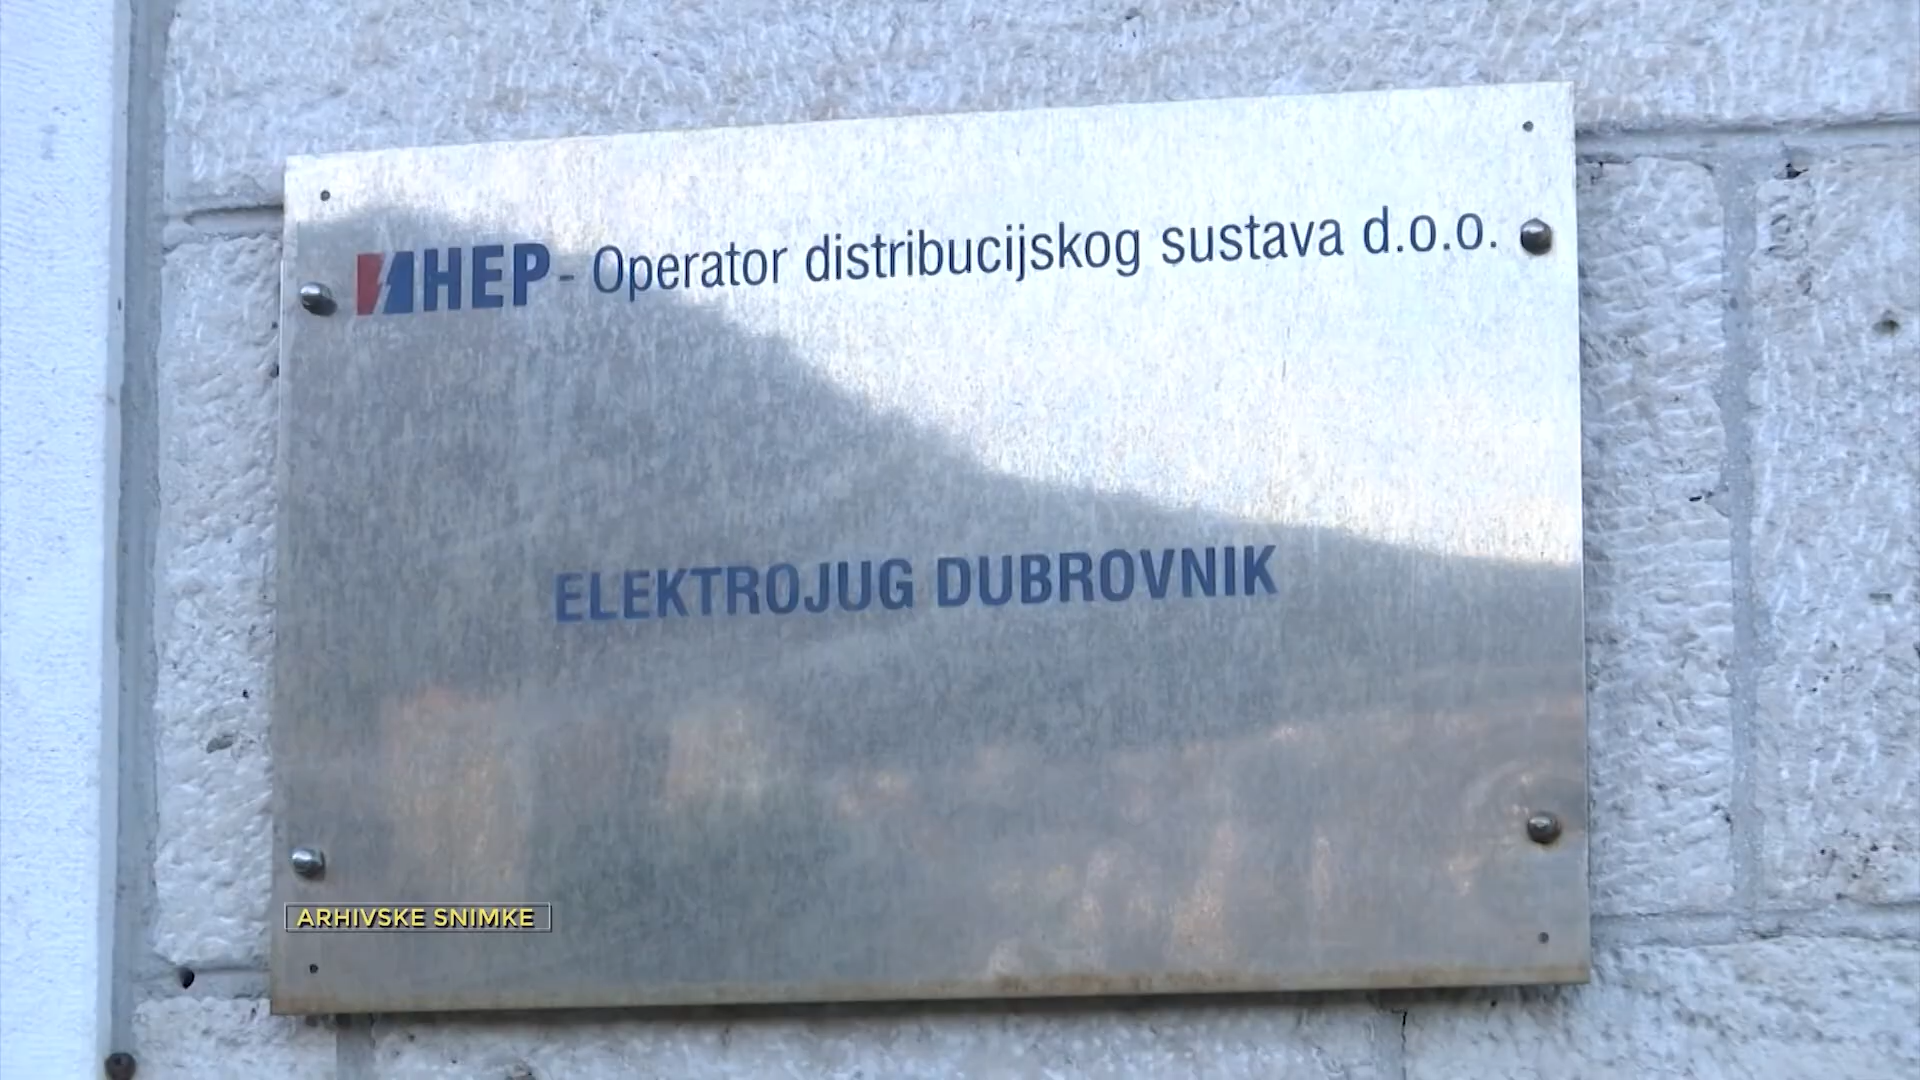 HEP - Operator distribucijskog sustava d.o.o.
ELEKTROJUG DUBROVNIK
ARHIVSKE SNIMKE